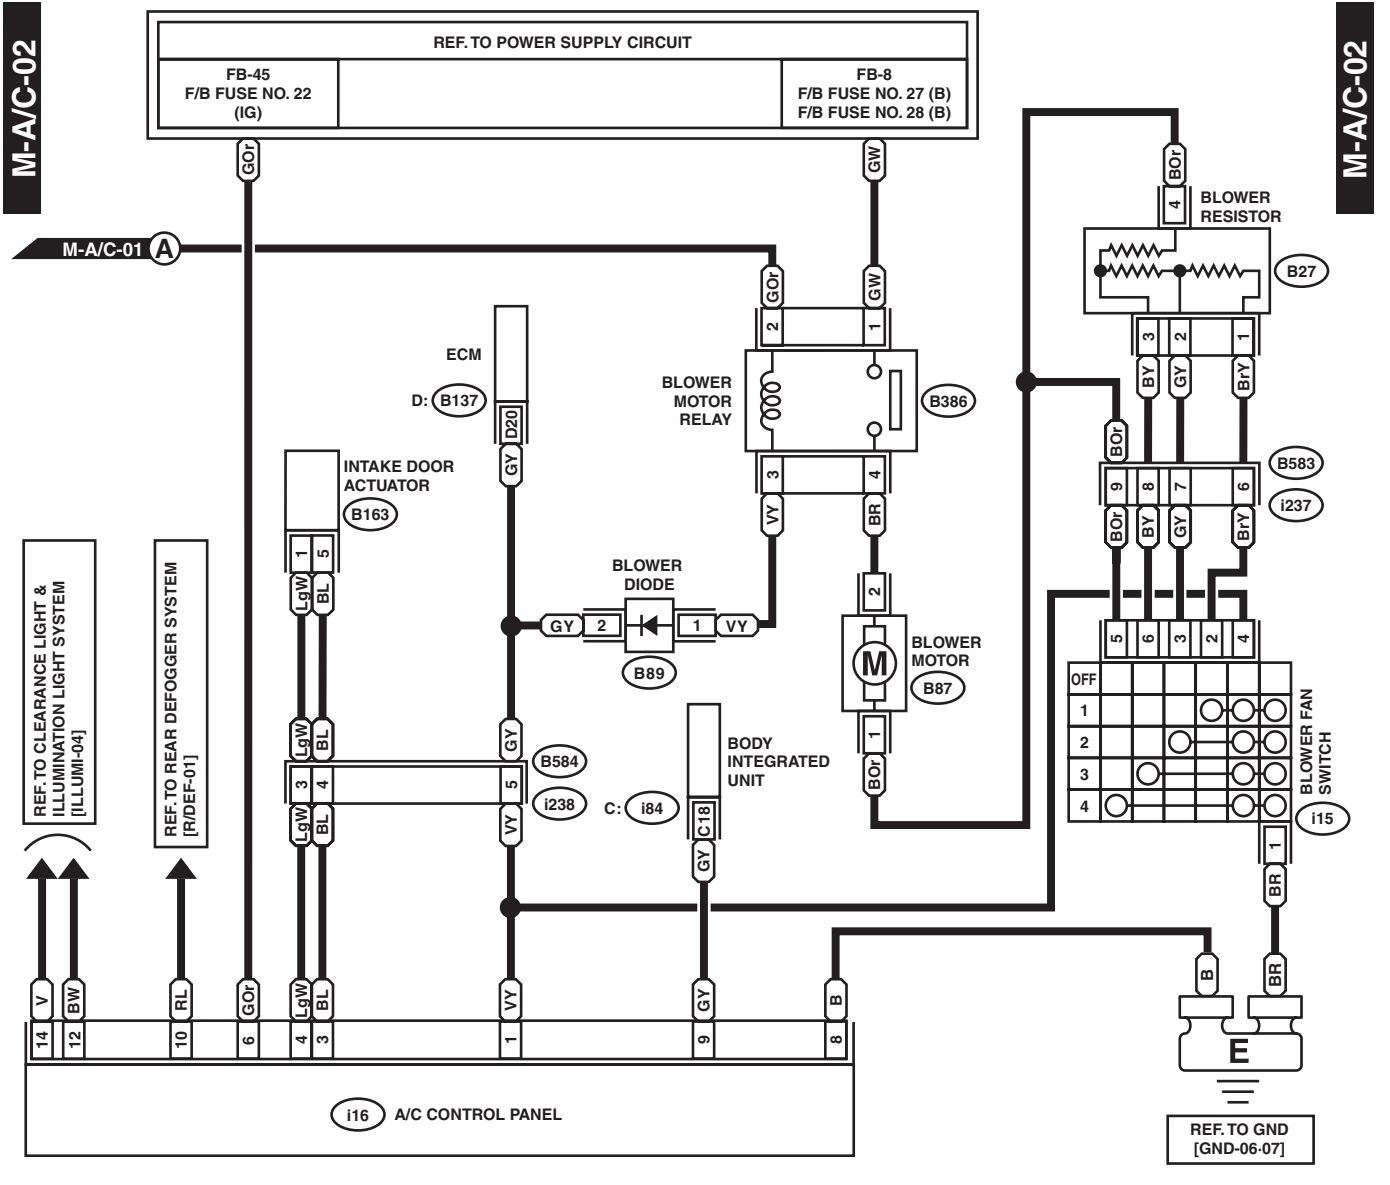 M-A/C-02
M-A/C-02
REF. TO POWER SUPPLY CIRCUIT
FB-45
F/B FUSE NO. 22
(IG)
FB-8
F/B FUSE NO. 27 (B)
F/B FUSE NO. 28 (B)
GOr
GW
BOr
4
BLOWER
RESISTOR
B27
M-A/C-01
A
GOr
GW
2
1
3
2
1
ECM
D:
B137
D20
GY
BLOWER
MOTOR
RELAY
B386
BY
GY
BrY
BOr
B583
i237
9
8
7
6
BOr
BY
GY
BrY
INTAKE DOOR
ACTUATOR
B163
1
5
LgW
BL
3
4
VY
BR
BLOWER
DIODE
GY
2
1
VY
B89
2
M
BLOWER
MOTOR
B87
1
BOr
5
6
3
2
4
OFF
1
2
3
4
BLOWER FAN
SWITCH
i15
1
BR
REF. TO CLEARANCE LIGHT &
ILLUMINATION LIGHT SYSTEM
[ILLUMI-04]
REF. TO REAR DEFOGGER SYSTEM
[R/DEF-01]
LgW
BL
GY
B584
i238
3
4
5
LgW
BL
VY
BODY
INTEGRATED
UNIT
C:
i84
C18
GY
V
BW
RL
GOr
LgW
BL
VY
GY
B
B
BR
14
12
10
6
4
3
1
9
8
E
i16
A/C CONTROL PANEL
REF. TO GND
[GND-06·07]